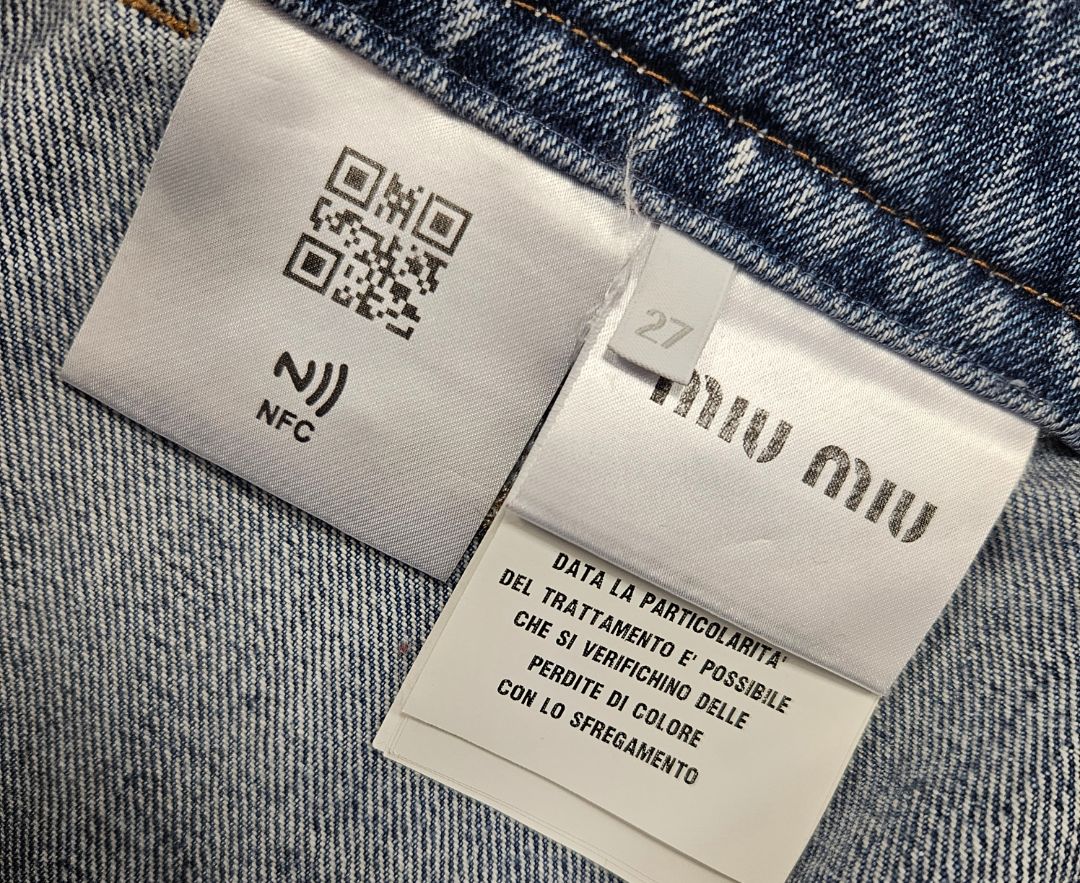 NFC
27
miu miu
DATA LA PARTICOLARITA'
DEL TRATTAMENTO E' POSSIBILE
CHE SI VERIFICHINO DELLE
PERDITE DI COLORE
CON LO SFREGAMENTO